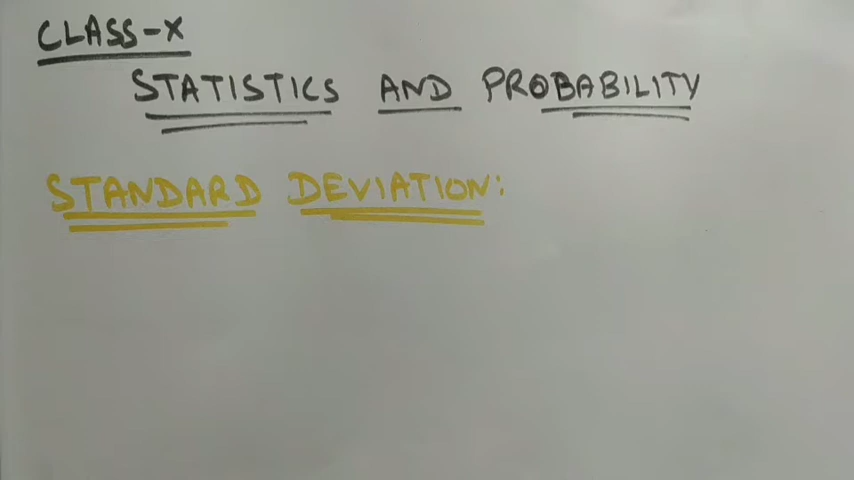 CLASS-X
STATISTICS AND PROBABILITY
STANDARD DEVIATION: